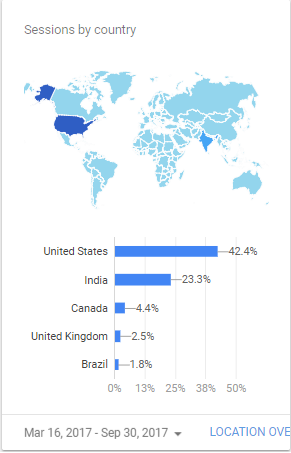 Sessions by country
United States 42.4%
India 23.3%
Canada 4.4%
United Kingdom 2.5%
Brazil 1.8%
0% 13% 25% 38% 50%
Mar 16, 2017 - Sep 30, 2017 LOCATION OVE